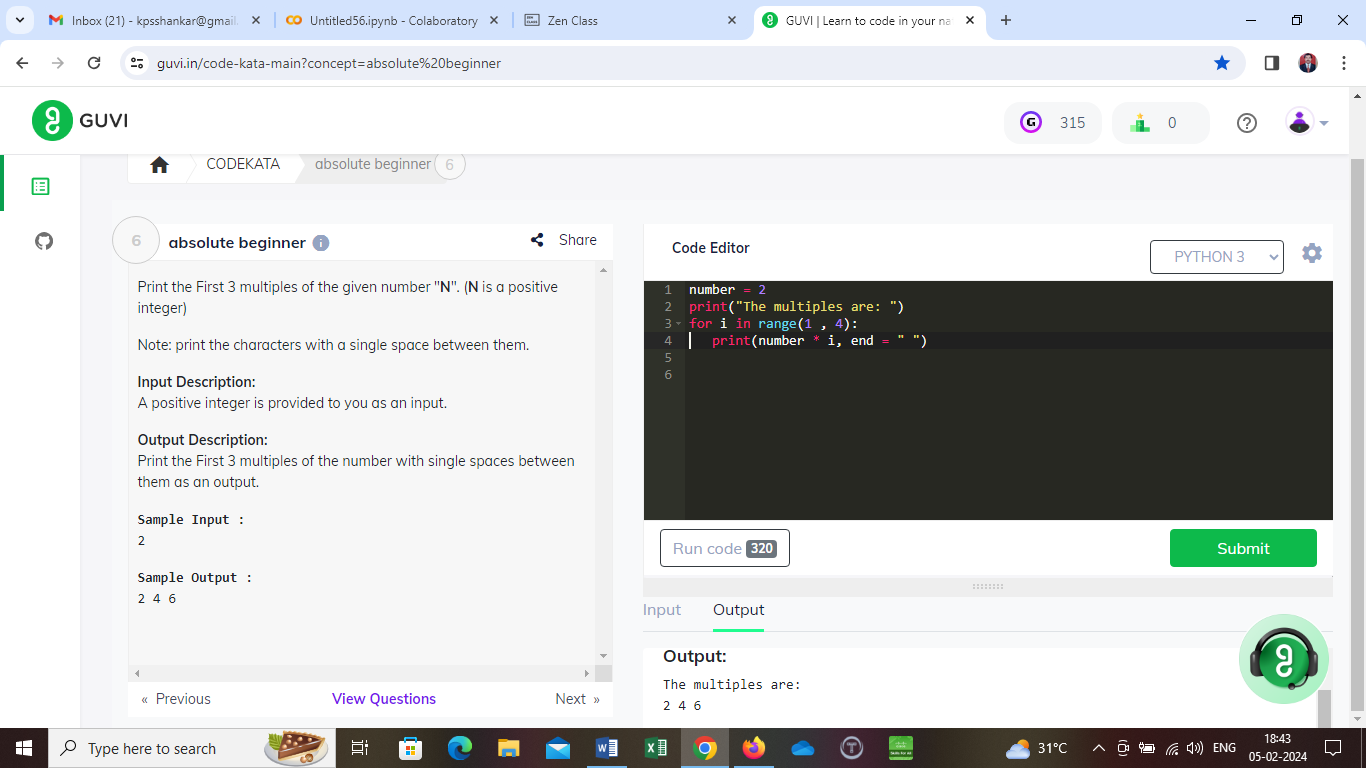 Inbox (21) - kpsshankar@gmail.
Untitled56.ipynb - Colaboratory
Zen Class
GUVI | Learn to code in your na
guvi.in/code-kata-main?concept=absolute%20beginner
GUVI
315
0
CODEKATA
absolute beginner
6
6
absolute beginner
Share
Print the First 3 multiples of the given number "N". (N is a positive
integer)
Note: print the characters with a single space between them.
Input Description:
A positive integer is provided to you as an input.
Output Description:
Print the First 3 multiples of the number with single spaces between
them as an output.
Sample Input :
2
Sample Output :
2 4 6
« Previous
View Questions
Next »
Code Editor
PYTHON 3
1 number = 2
2 print("The multiples are: ")
3 for i in range(1 , 4):
4 print(number * i, end = " ")
5
6
Run code 320
Submit
Input
Output
Output:
The multiples are:
2 4 6
Type here to search
31°C
ENG
18:43
05-02-2024